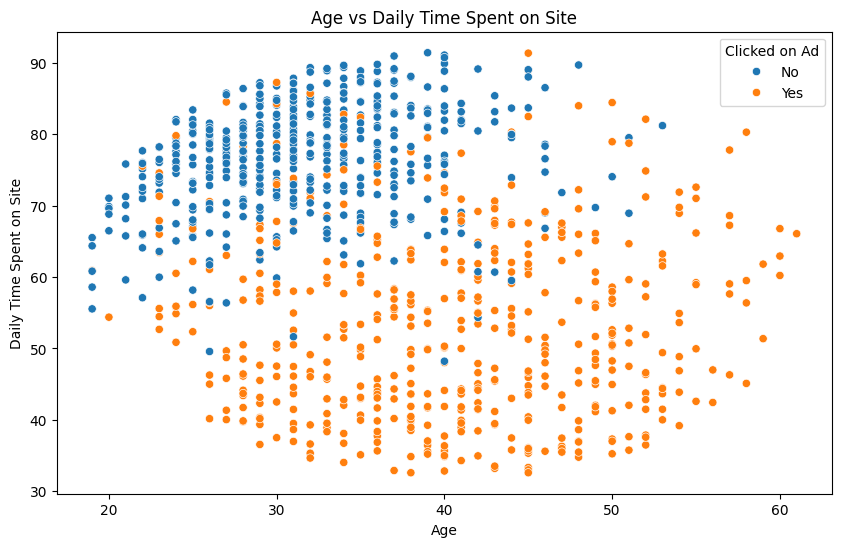 Age vs Daily Time Spent on Site
Clicked on Ad
No
Yes
Daily Time Spent on Site
90
80
70
60
50
40
30
20
30
40
50
60
Age